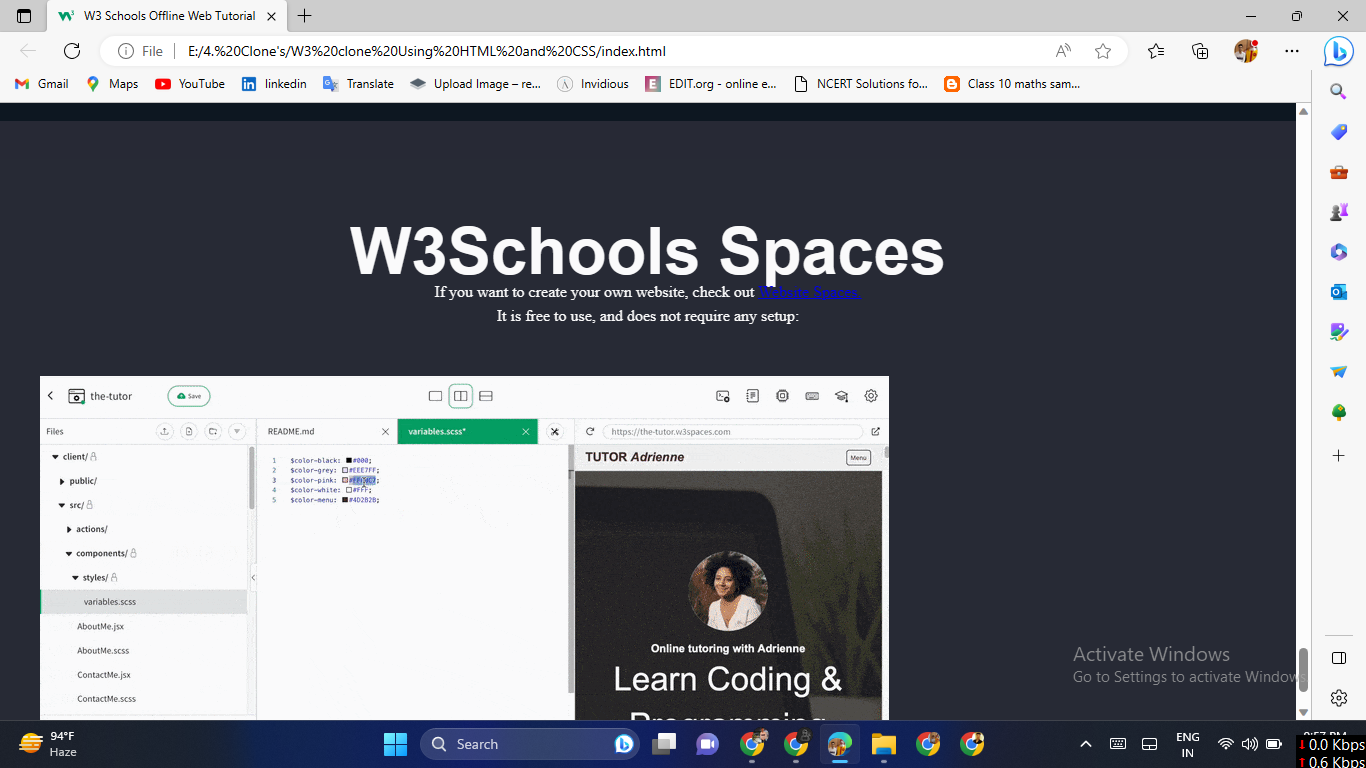 W3 Schools Offline Web Tutorial
File
E:/4.%20Clone's/W3%20clone%20Using%20HTML%20and%20CSS/index.html
Gmail
Maps
YouTube
linkedin
Translate
Upload Image – re...
Invidious
EDIT.org - online e...
NCERT Solutions fo...
Class 10 maths sam...
W3Schools Spaces
If you want to create your own website, check out Website Spaces.
It is free to use, and does not require any setup:
the-tutor
Save
Files
README.md
variables.scss*
https://the-tutor.w3spaces.com
client/
public/
src/
actions/
components/
styles/
variables.scss
AboutMe.jsx
AboutMe.scss
ContactMe.jsx
ContactMe.scss
1 $color-black: #000;
2 $color-grey: #EEE7FF;
3 $color-pink:
4 $color-white: #FFF;
5 $color-menu: #4D2B2B;
TUTOR Adrienne
Menu
Online tutoring with Adrienne
Learn Coding &
Programming
Activate Windows
Go to Settings to activate Windows
94°F
Haze
Search
ENG
IN
0.0 Kbps
0.6 Kbps